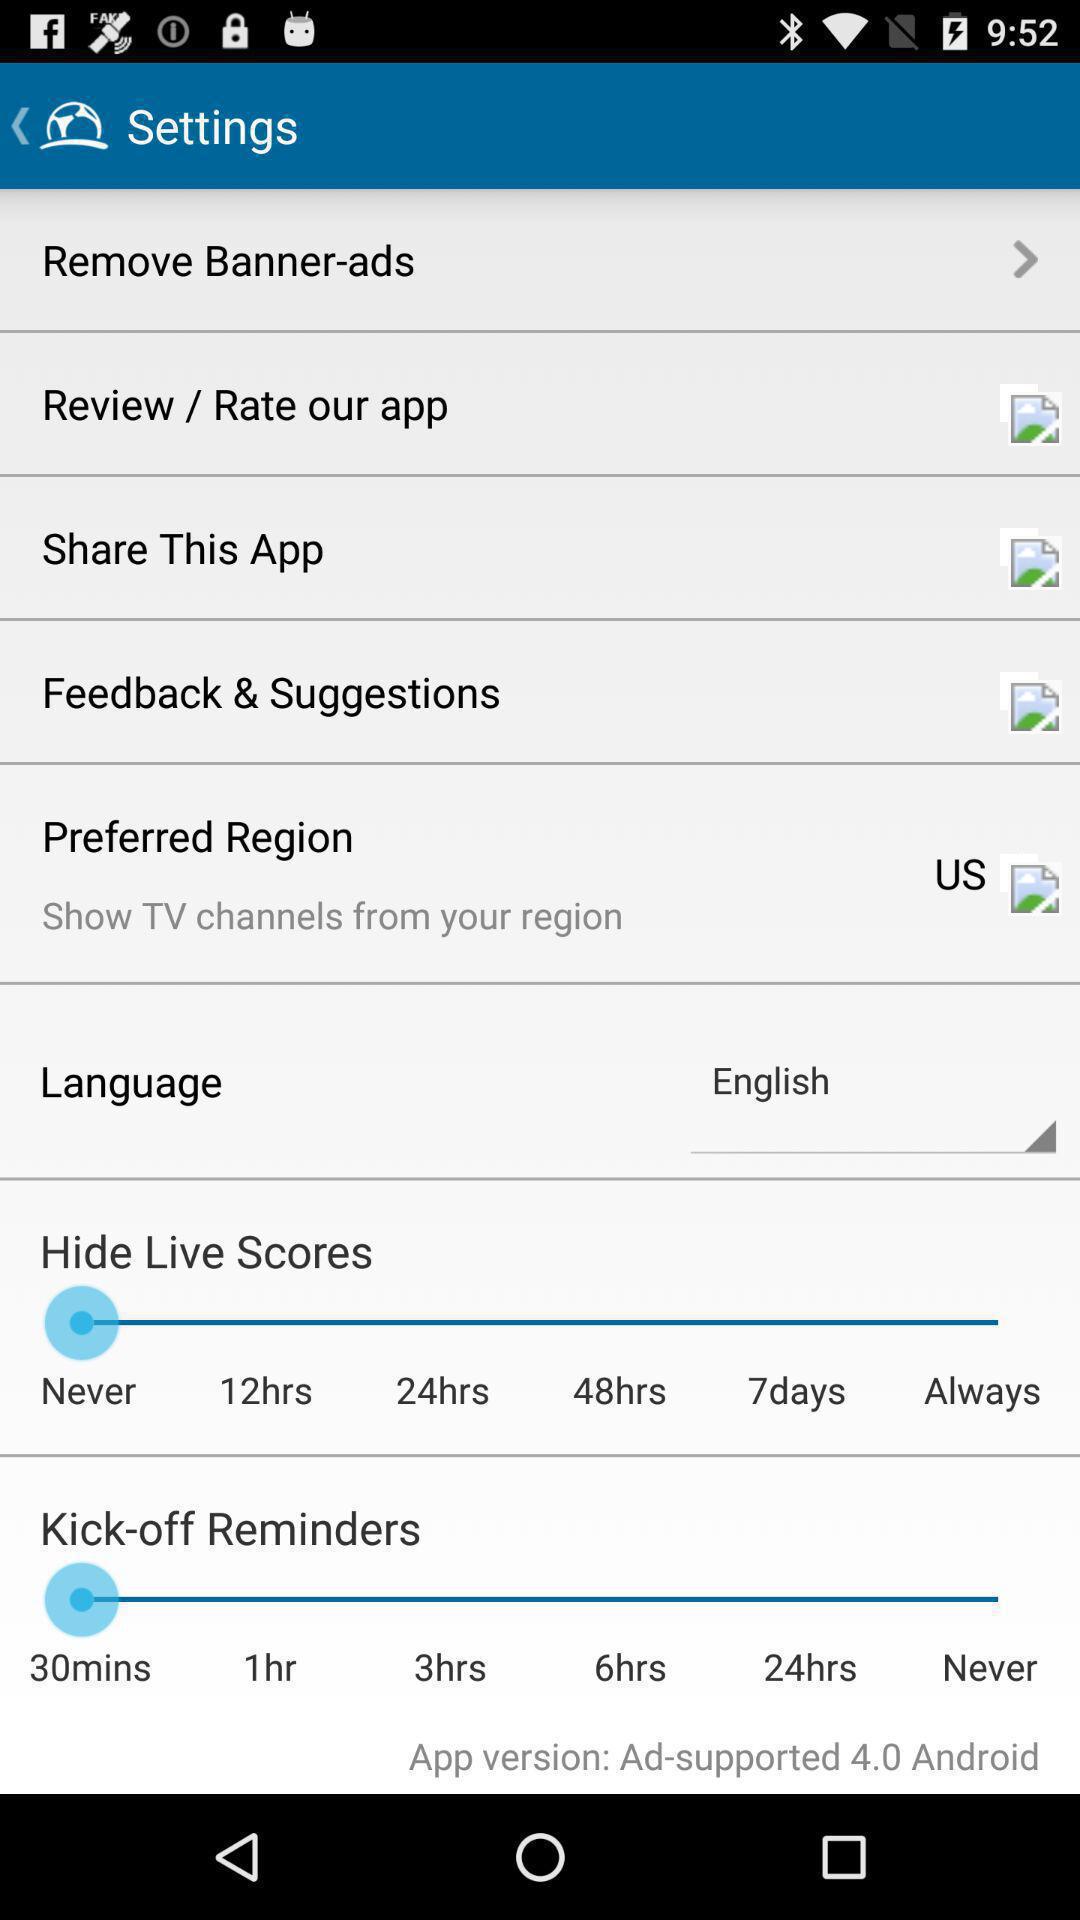 FAKE
9:52
Settings
Remove Banner-ads
Review / Rate our app
Share This App
Feedback & Suggestions
Preferred Region
US
Show TV channels from your region
Language
English
Hide Live Scores
Never 12hrs 24hrs 48hrs 7days Always
Kick-off Reminders
30mins 1hr 3hrs 6hrs 24hrs Never
App version: Ad-supported 4.0 Android